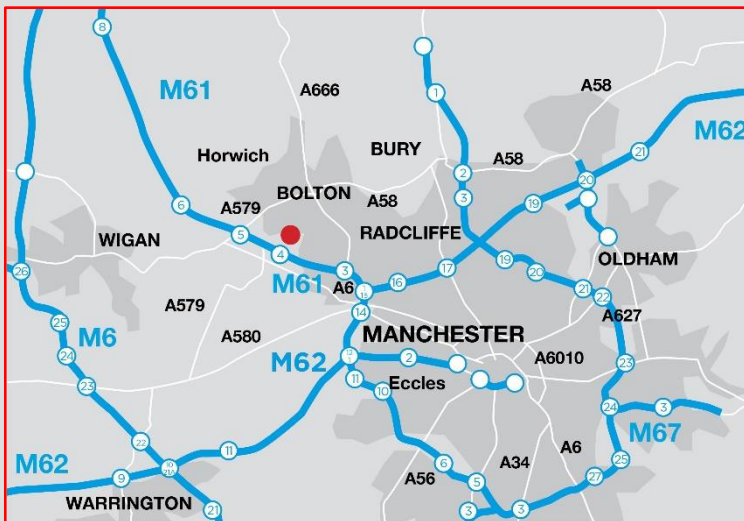 8
M61
A666
1
A58
M62
Horwich
BURY
A58
21
2
20
BOLTON
3
A58
19
6
A579
RADCLIFFE
5
WIGAN
4
OLDHAM
17
19
26
3
16
20
M61
A6
21
22
A579
14
A627
25
M6
A580
MANCHESTER
24
M62
2
A6010
23
11
Eccles
23
10
24
3
M67
22
11
A6
M62
9
21A
6
A34
25
A56
5
27
WARRINGTON
21
3
3